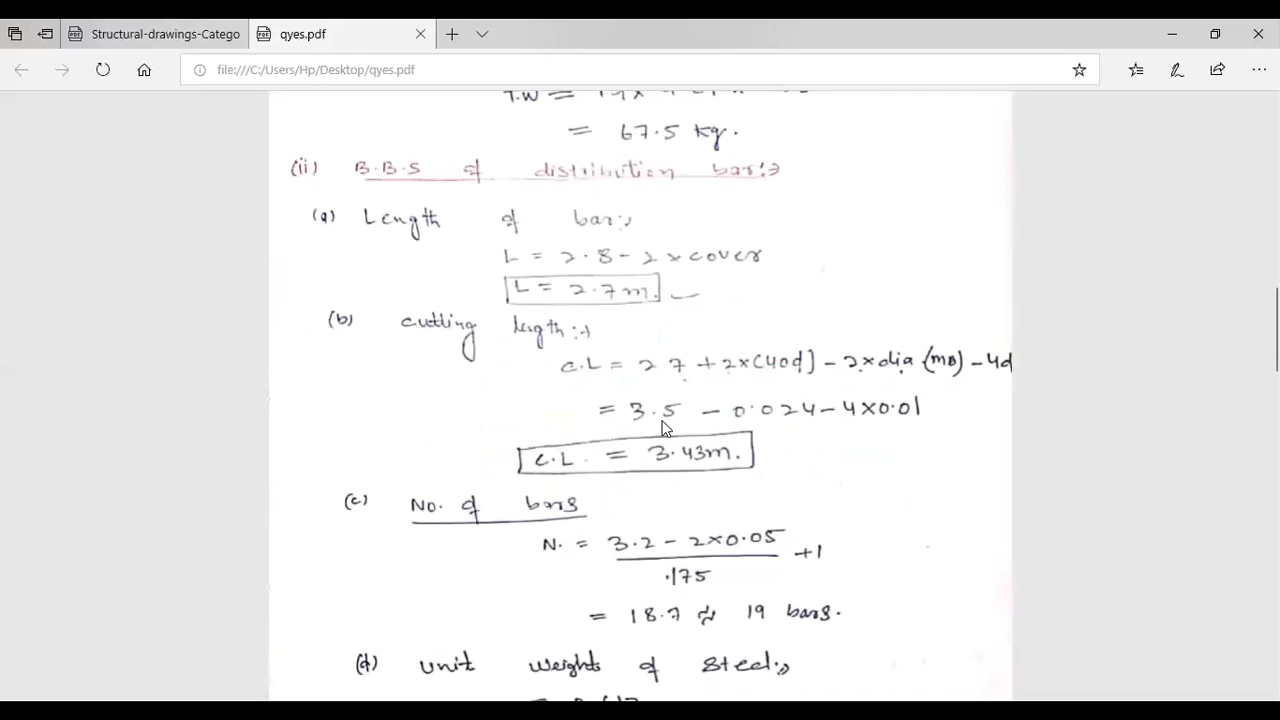 Structural-drawings-Catego
qyes.pdf
file:///C:/Users/Hp/Desktop/qyes.pdf
T.W =
= 67.5 kg.
(ii) B.B.S of distribution bar:→
(a) Length of bar:→
L = 2.8 - 2 x cover
L = 2.7 m.
(b) cutting length:→
C.L = 2.7 + 2x(40d) - 2 x dia (MB) - 4d
= 3.5 - 0.024 - 4x0.01
C.L = 3.43m.
(c) No. of bars
N. = 3.2 - 2x0.05
+1
.175
= 18.7 ≈ 19 bars.
(d) unit weights of steel:→